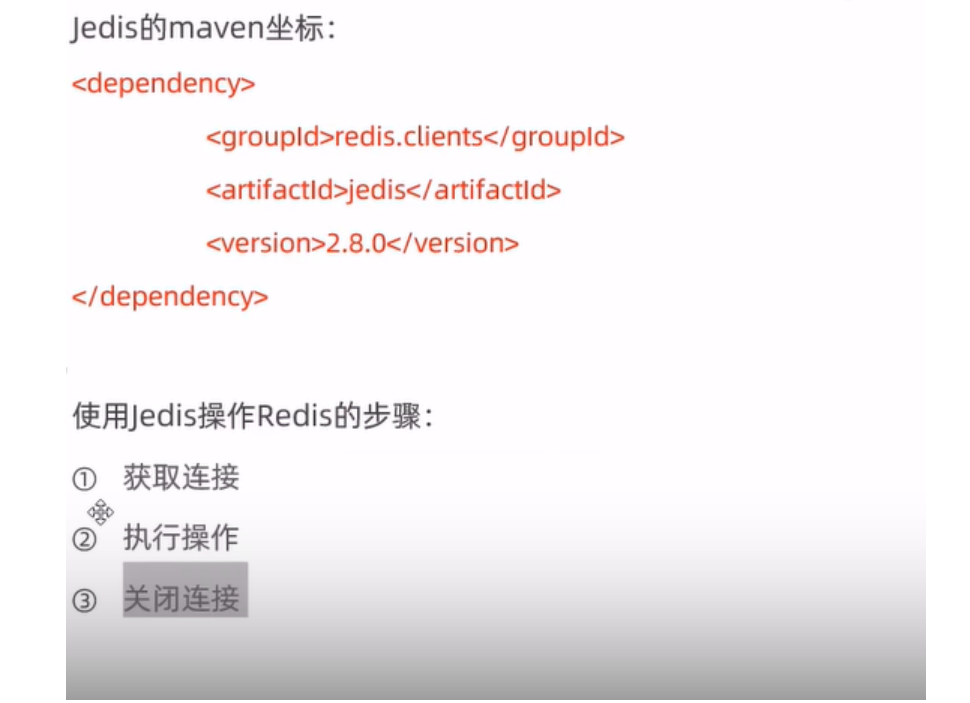 Jedis的maven坐标：
<dependency>
<groupId>redis.clients</groupId>
<artifactId>jedis</artifactId>
<version>2.8.0</version>
</dependency>
使用Jedis操作Redis的步骤：
① 获取连接
② 执行操作
③ 关闭连接